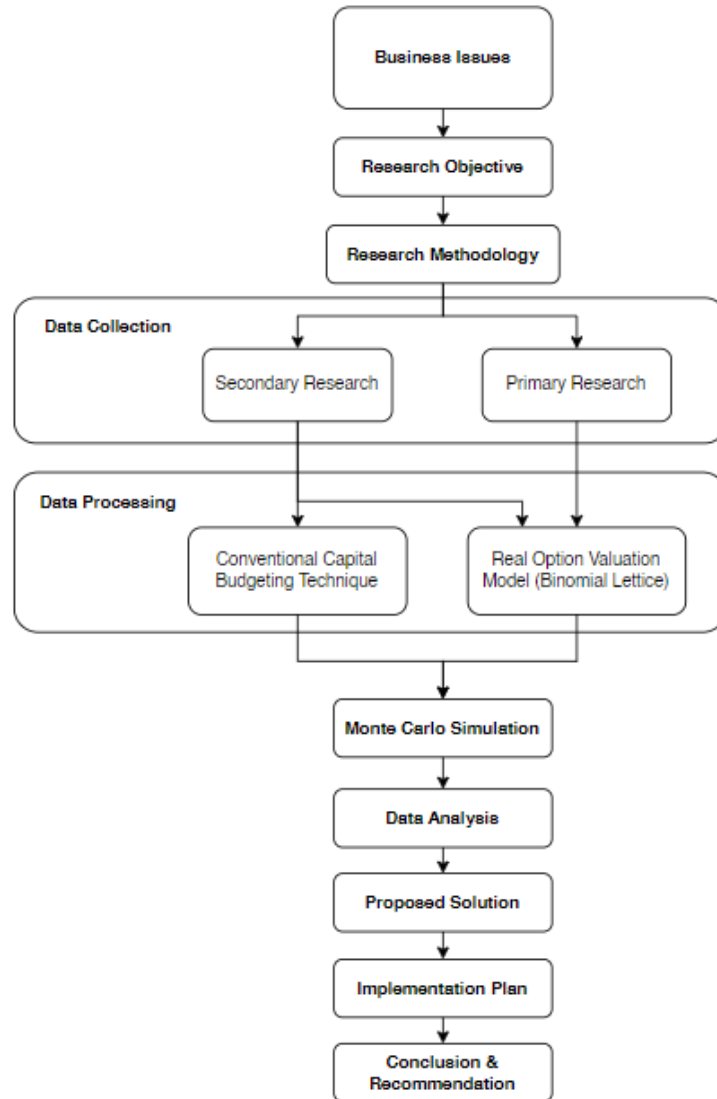 Business Issues
Research Objective
Research Methodology
Data Collection
Secondary Research
Primary Research
Data Processing
Conventional Capital
Budgeting Technique
Real Option Valuation
Model (Binomial Lettice)
Monte Carlo Simulation
Data Analysis
Proposed Solution
Implementation Plan
Conclusion &
Recommendation